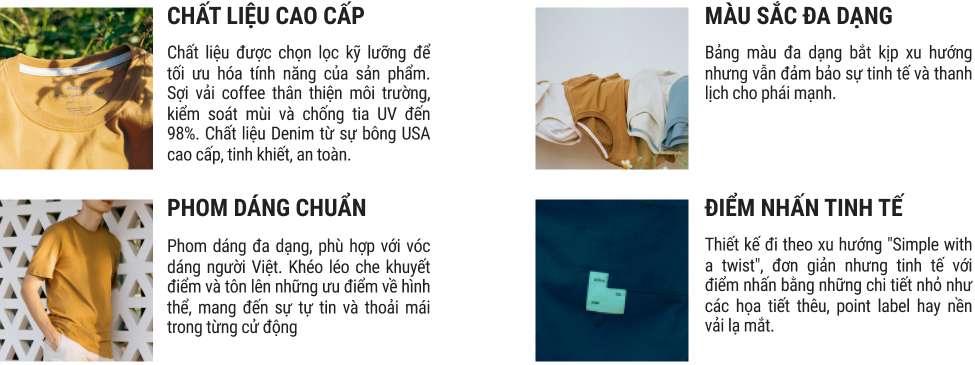 CHẤT LIỆU CAO CẤP
Chất liệu được chọn lọc kỹ lưỡng để
tối ưu hóa tính năng của sản phẩm.
Sợi vải coffee thân thiện môi trường,
kiểm soát mùi và chống tia UV đến
98%. Chất liệu Denim từ sự bông USA
cao cấp, tinh khiết, an toàn.
MÀU SẮC ĐA DẠNG
Bảng màu đa dạng bắt kịp xu hướng
nhưng vẫn đảm bảo sự tinh tế và thanh
lịch cho phái mạnh.
PHOM DÁNG CHUẨN
Phom dáng đa dạng, phù hợp với vóc
dáng người Việt. Khéo léo che khuyết
điểm và tôn lên những ưu điểm về hình
thể, mang đến sự tự tin và thoải mái
trong từng cử động
ĐIỂM NHẤN TINH TẾ
Thiết kế đi theo xu hướng "Simple with
a twist", đơn giản nhưng tinh tế với
điểm nhấn bằng những chi tiết nhỏ như
các họa tiết thêu, point label hay nền
vải lạ mắt.